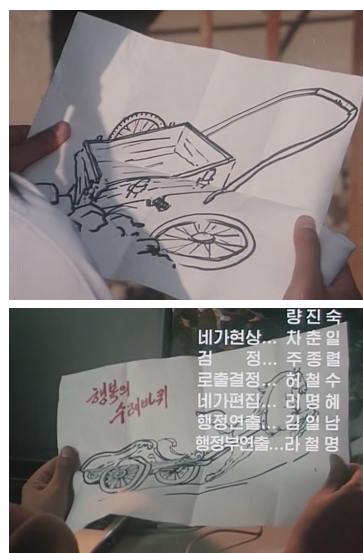 행복의
수레바퀴
량진숙
네가현상... 차춘일
검 정... 주종렬
로출결정... 허철수
네가편집... 리명혜
행정연출... 김일남
행정부연출...라철명